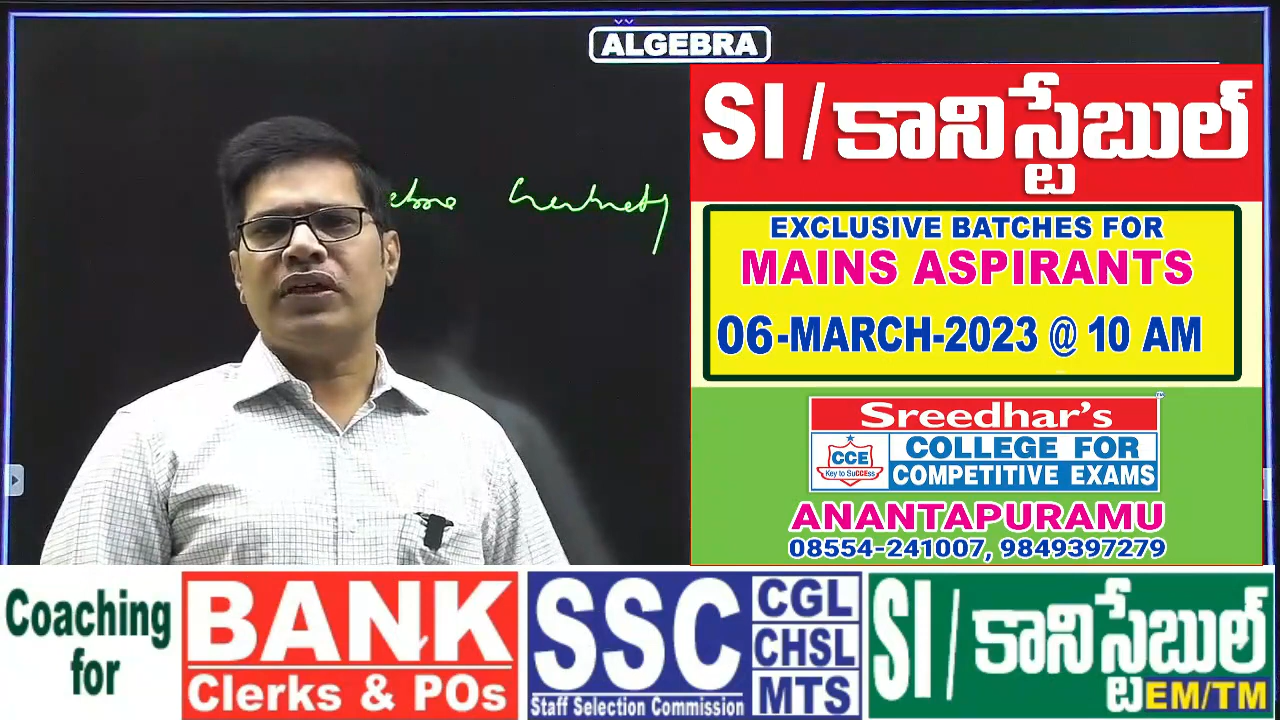 ALGEBRA
SI / కానిస్టేబుల్
EXCLUSIVE BATCHES FOR
MAINS ASPIRANTS
06-MARCH-2023 @ 10 AM
Sreedhar's
CCE
Key to SuCCEss
COLLEGE FOR
COMPETITIVE EXAMS
TM
ANANTAPURAMU
08554-241007, 9849397279
Coaching
for
BANK
Clerks & POs
SSC
Staff Selection Commission
CGL
CHSL
MTS
SI / కానిస్టేబుల్
EM/TM